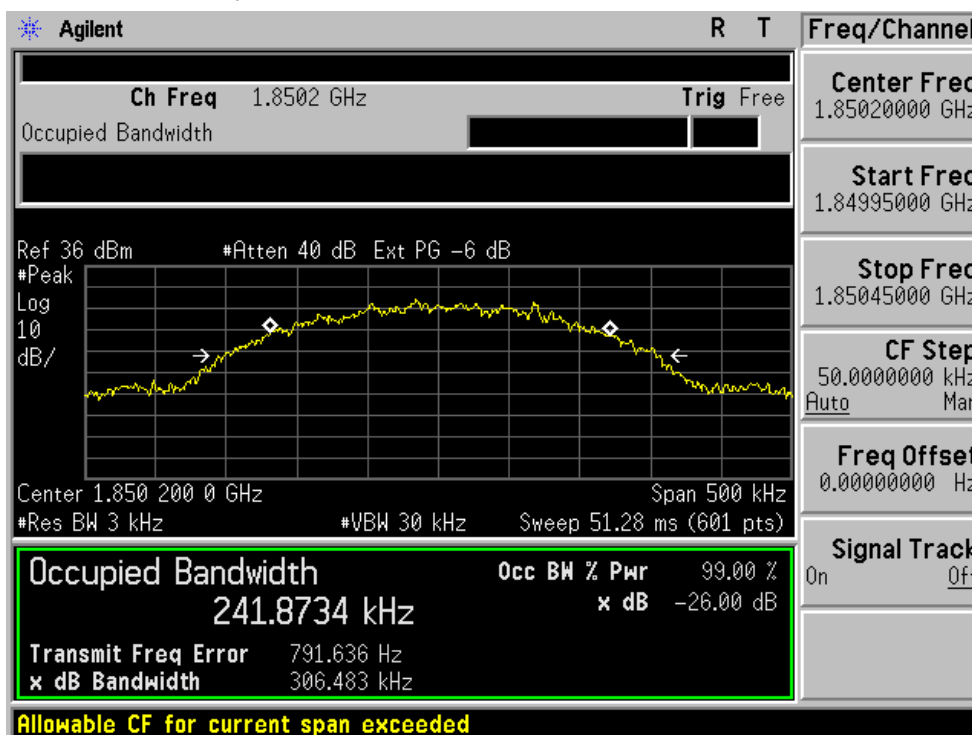 Agilent R T
Ch Freq 1.8502 GHz Trig Free
Occupied Bandwidth
Ref 36 dBm #Atten 40 dB Ext PG -6 dB
#Peak
Log
10
dB/
Center 1.850 200 0 GHz Span 500 kHz
#Res BW 3 kHz #VBW 30 kHz Sweep 51.28 ms (601 pts)
Occupied Bandwidth
241.8734 kHz
Occ BW % Pwr 99.00 %
x dB -26.00 dB
Transmit Freq Error 791.636 Hz
x dB Bandwidth 306.483 kHz
Allowable CF for current span exceeded
Freq/Channel
Center Freq
1.85020000 GHz
Start Freq
1.84995000 GHz
Stop Freq
1.85045000 GHz
CF Step
50.0000000 kHz
Auto Man
Freq Offset
0.00000000 Hz
Signal Track
On Off